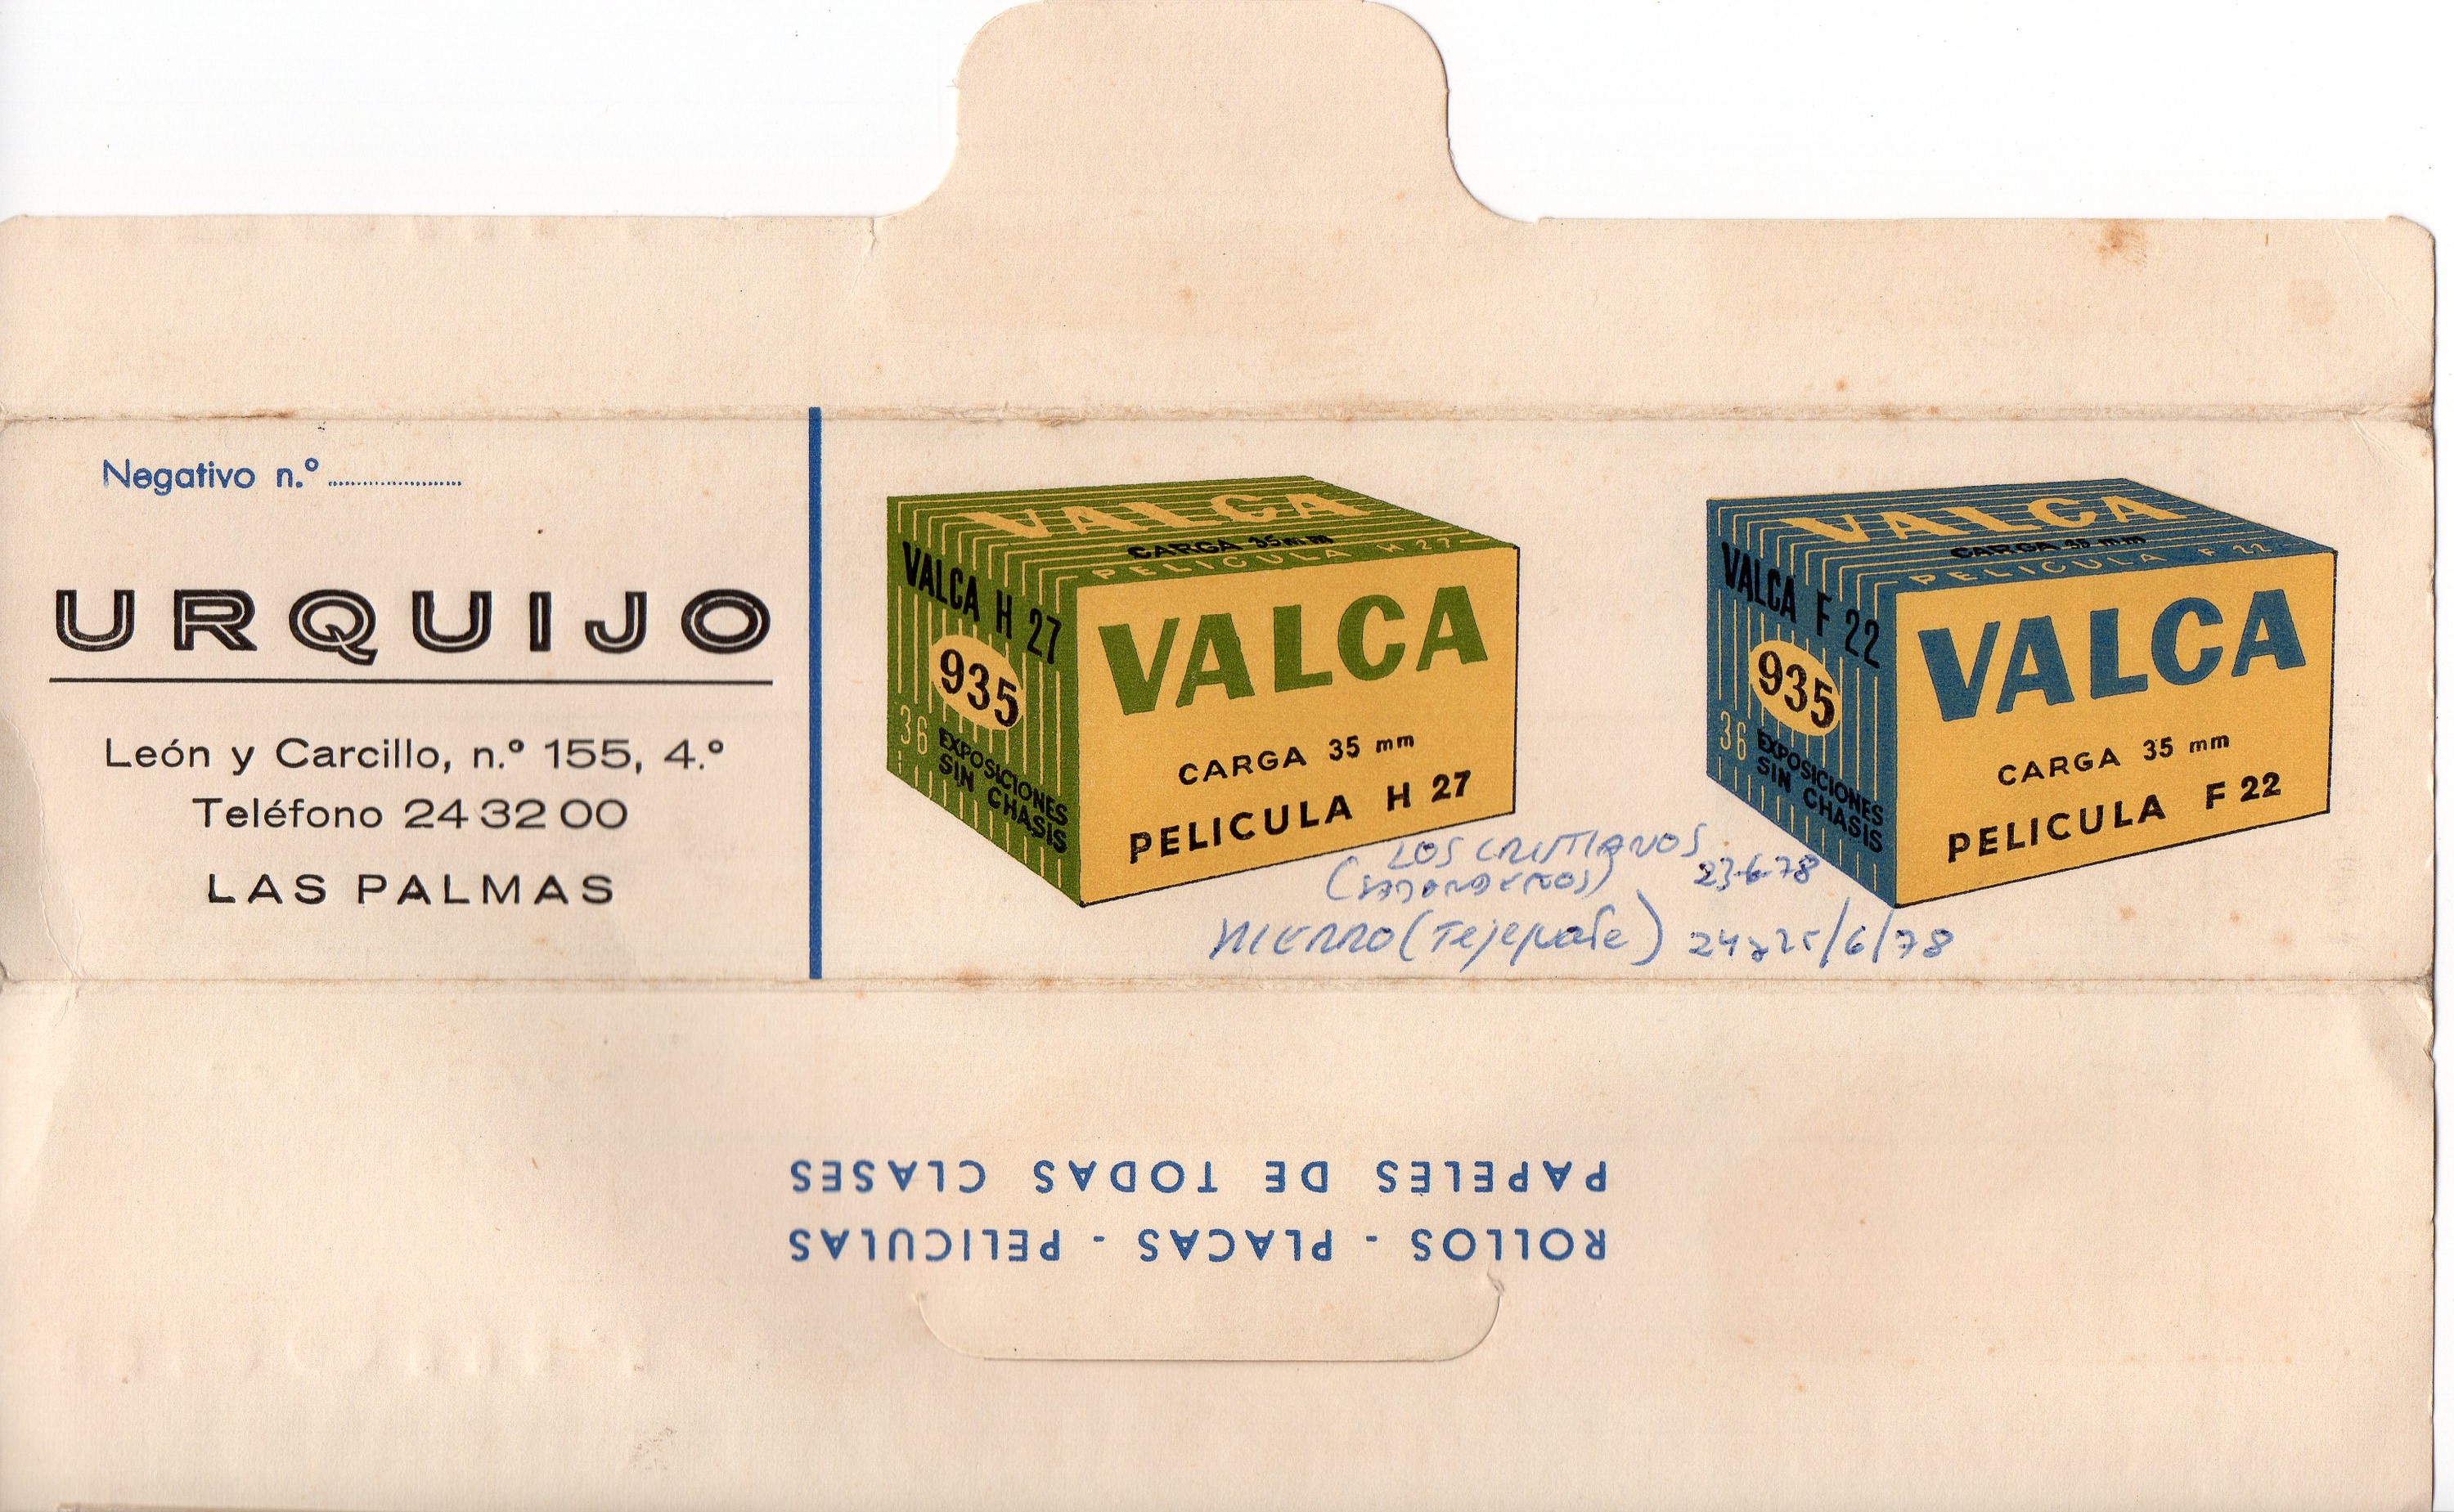 Negativo n.º
URQUIJO
León y Carcillo, n.º 155, 4.º
Teléfono 24 32 00
LAS PALMAS
VALCA
CARGA 35 mm
PELICULA H 27
VALCA H 27
935
36 EXPOSICIONES
SIN CHASIS
VALCA
CARGA 35 mm
PELICULA H 27
VALCA
CARGA 35 mm
PELICULA F 22
VALCA F 22
935
36 EXPOSICIONES
SIN CHASIS
VALCA
CARGA 35 mm
PELICULA F 22
LOS CRISTIANOS
23-6-78
HIERRO (Tejeguate) 24 y 25/6/78
ROLLOS - PLACAS - PELICULAS
PAPELES DE TODAS CLASES